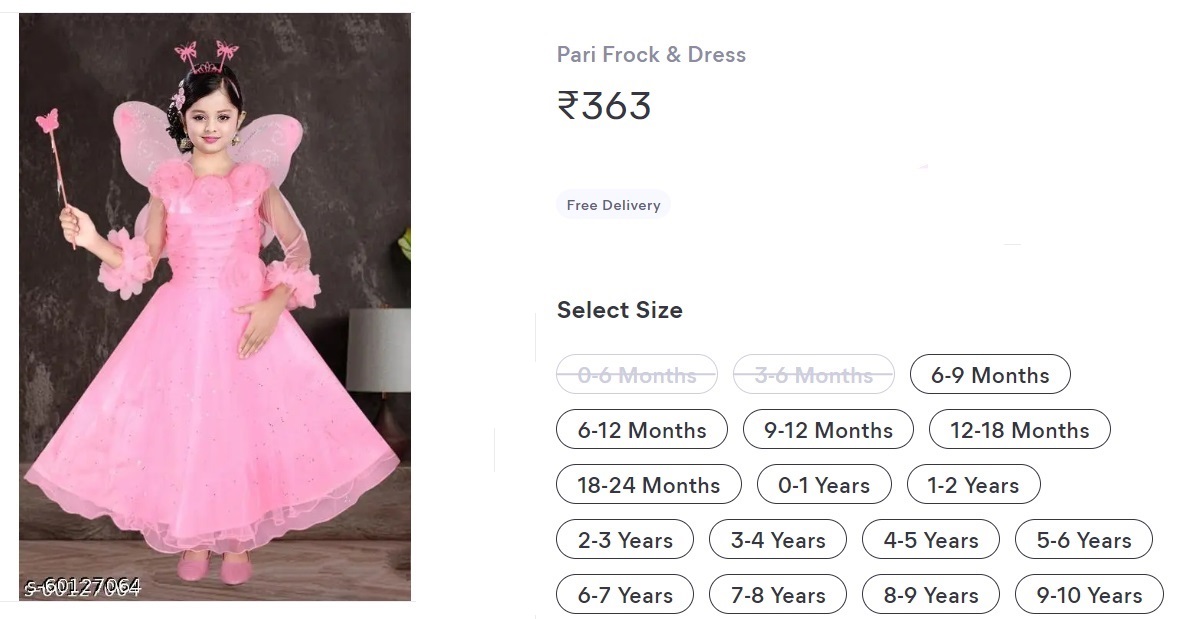 Pari Frock & Dress
₹363
Free Delivery
Select Size
0-6 Months 3-6 Months 6-9 Months
6-12 Months 9-12 Months 12-18 Months
18-24 Months 0-1 Years 1-2 Years
2-3 Years 3-4 Years 4-5 Years 5-6 Years
6-7 Years 7-8 Years 8-9 Years 9-10 Years
s-60127064